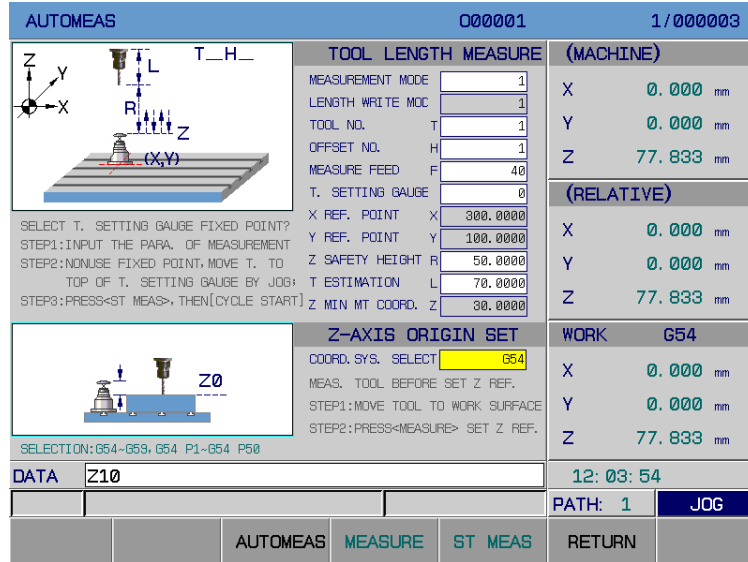 AUTOMEAS O00001 1/000003
T__H__
Z
Y
X
L
R
Z
(X,Y)
SELECT T. SETTING GAUGE FIXED POINT?
STEP1:INPUT THE PARA. OF MEASUREMENT
STEP2:NONUSE FIXED POINT,MOVE T. TO
TOP OF T. SETTING GAUGE BY JOG;
STEP3:PRESS<ST MEAS>,THEN[CYCLE START]
TOOL LENGTH MEASURE
MEASUREMENT MODE 1
LENGTH WRITE MOD 1
TOOL NO. T 1
OFFSET NO. H 1
MEASURE FEED F 40
T. SETTING GAUGE 0
X REF. POINT X 300.0000
Y REF. POINT Y 100.0000
Z SAFETY HEIGHT R 50.0000
T ESTIMATION L 70.0000
Z MIN MT COORD. Z 30.0000
Z0
SELECTION:G54~G59,G54 P1~G54 P50
Z-AXIS ORIGIN SET
COORD.SYS. SELECT G54
MEAS. TOOL BEFORE SET Z REF.
STEP1:MOVE TOOL TO WORK SURFACE
STEP2:PRESS<MEASURE> SET Z REF.
(MACHINE)
X 0.000 mm
Y 0.000 mm
Z 77.833 mm
(RELATIVE)
X 0.000 mm
Y 0.000 mm
Z 77.833 mm
WORK G54
X 0.000 mm
Y 0.000 mm
Z 77.833 mm
DATA Z10
12:03:54
PATH: 1 JOG
AUTOMEAS MEASURE ST MEAS RETURN